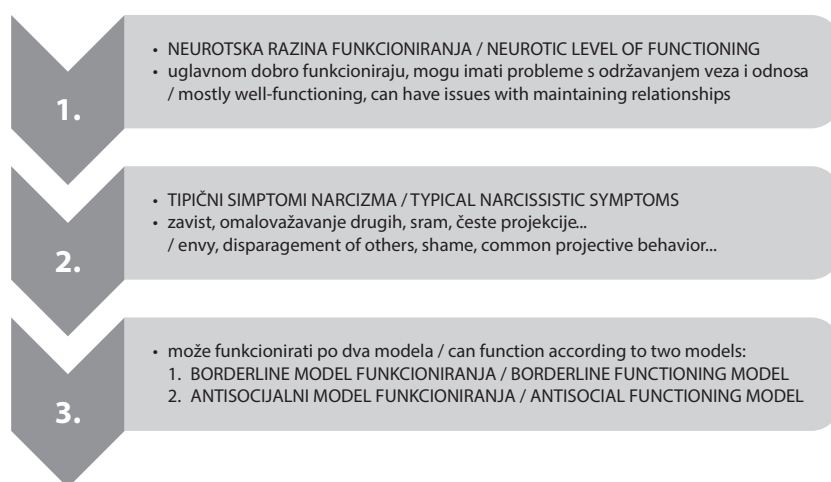 1.
• NEUROTSKA RAZINA FUNKCIONIRANJA / NEUROTIC LEVEL OF FUNCTIONING
• uglavnom dobro funkcioniraju, mogu imati probleme s održavanjem veza i odnosa
/ mostly well-functioning, can have issues with maintaining relationships
2.
• TIPIČNI SIMPTOMI NARCIZMA / TYPICAL NARCISSISTIC SYMPTOMS
• zavist, omalovažavanje drugih, sram, česte projekcije...
/ envy, disparagement of others, shame, common projective behavior...
3.
• može funkcionirati po dva modela / can function according to two models:
1. BORDERLINE MODEL FUNKCIONIRANJA / BORDERLINE FUNCTIONING MODEL
2. ANTISOCIJALNI MODEL FUNKCIONIRANJA / ANTISOCIAL FUNCTIONING MODEL